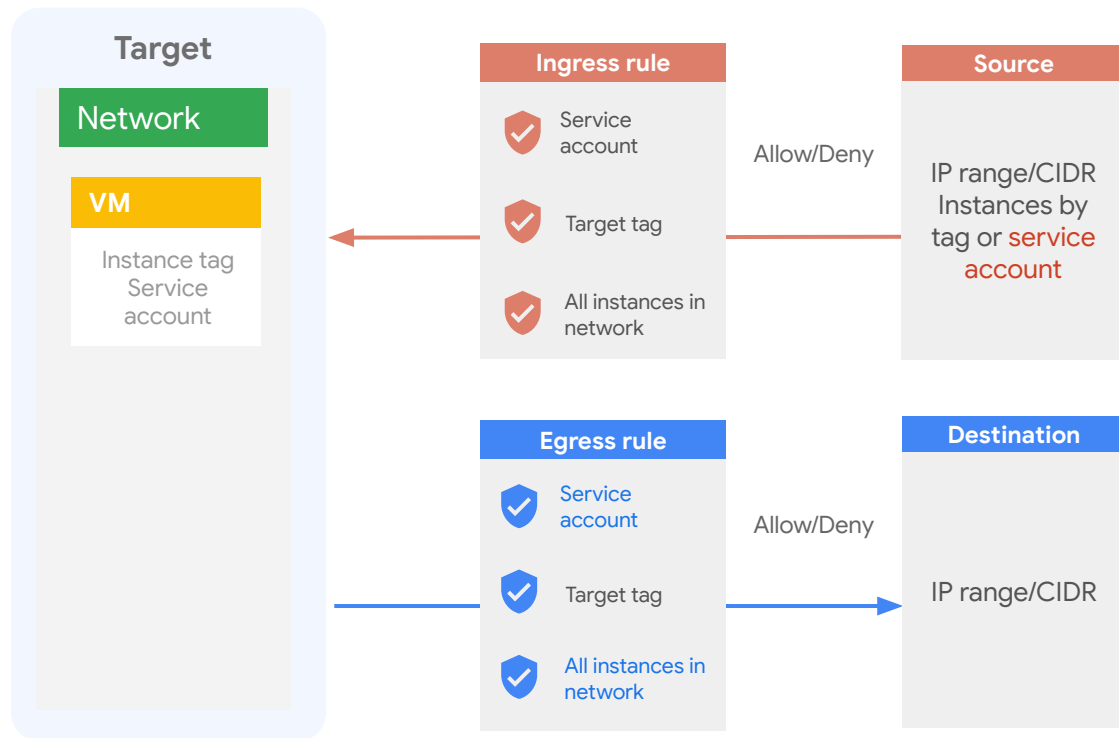 Target
Network
VM
Instance tag
Service
account
Ingress rule
Service
account
Target tag
All instances in
network
Allow/Deny
Source
IP range/CIDR
Instances by
tag or service
account
Egress rule
Service
account
Target tag
All instances in
network
Allow/Deny
Destination
IP range/CIDR